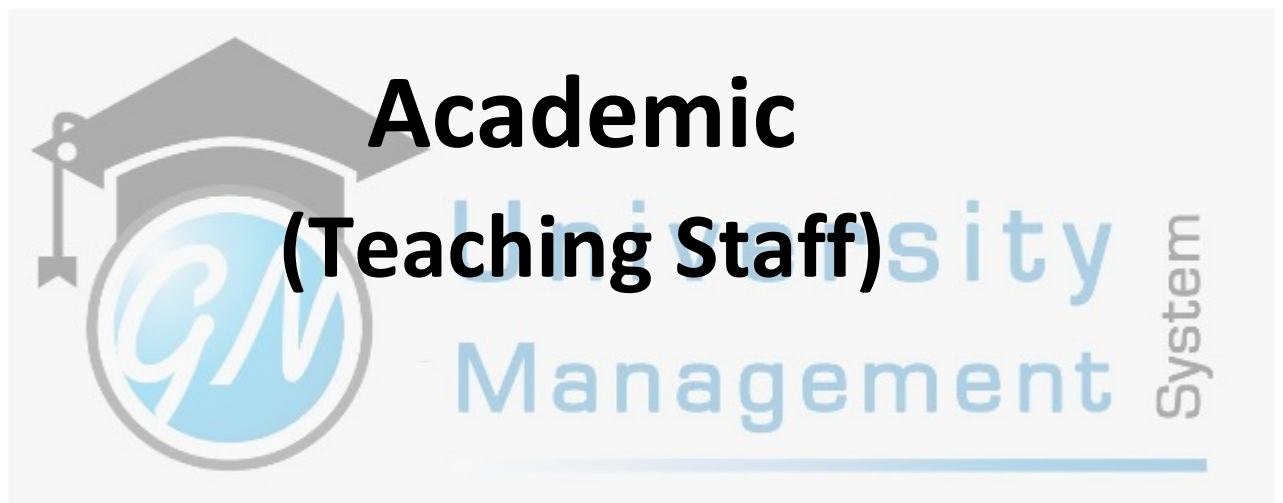 Academic
(Teaching Staff)
University
Management
System
GN